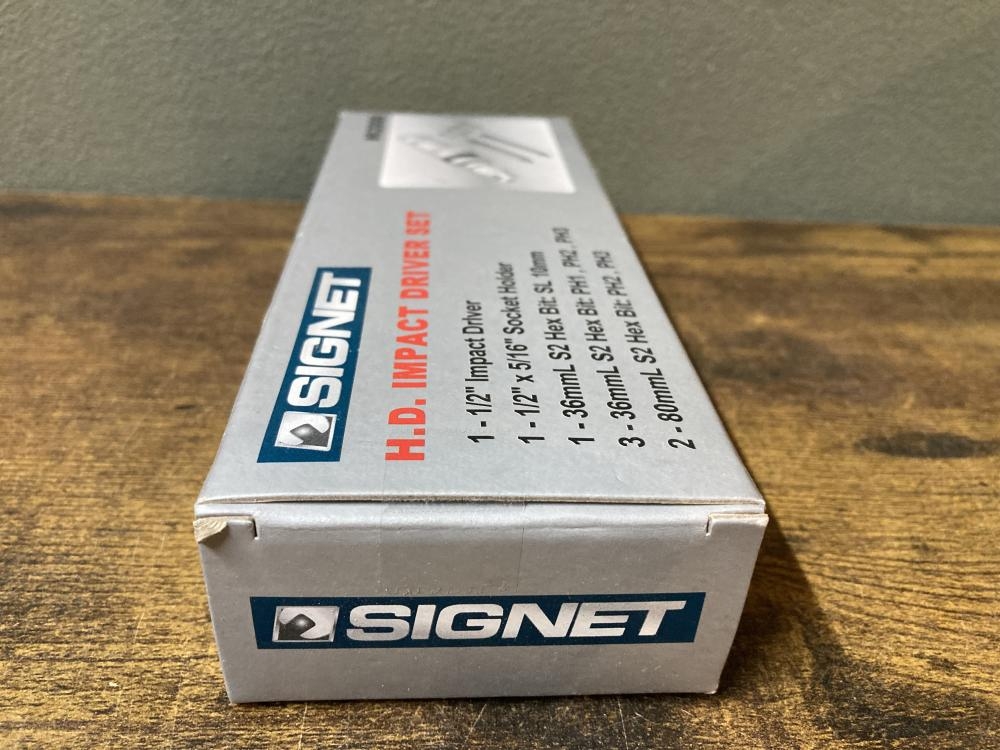 SIGNET
H.D. IMPACT DRIVER SET
1 - 1/2" Impact Driver
1 - 1/2" x 5/16" Socket Holder
1 - 36mmL S2 Hex Bit: SL 10mm
3 - 36mmL S2 Hex Bit: PH1 , PH2 , PH3
2 - 80mmL S2 Hex Bit: PH2 , PH3
SIGNET